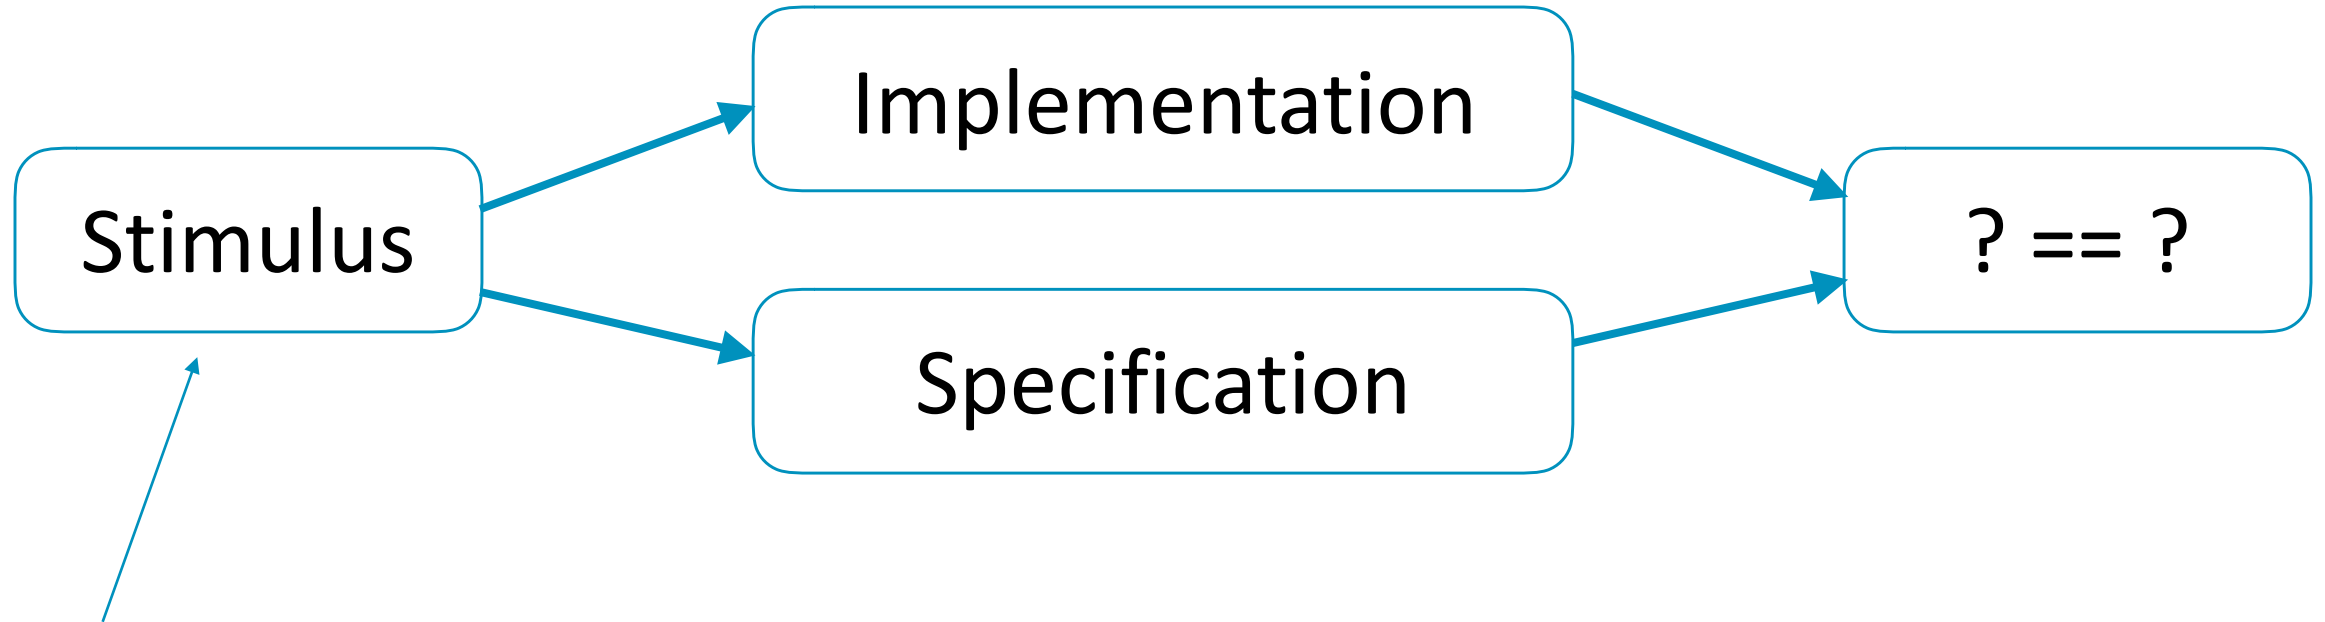 Stimulus
Implementation
Specification
? == ?